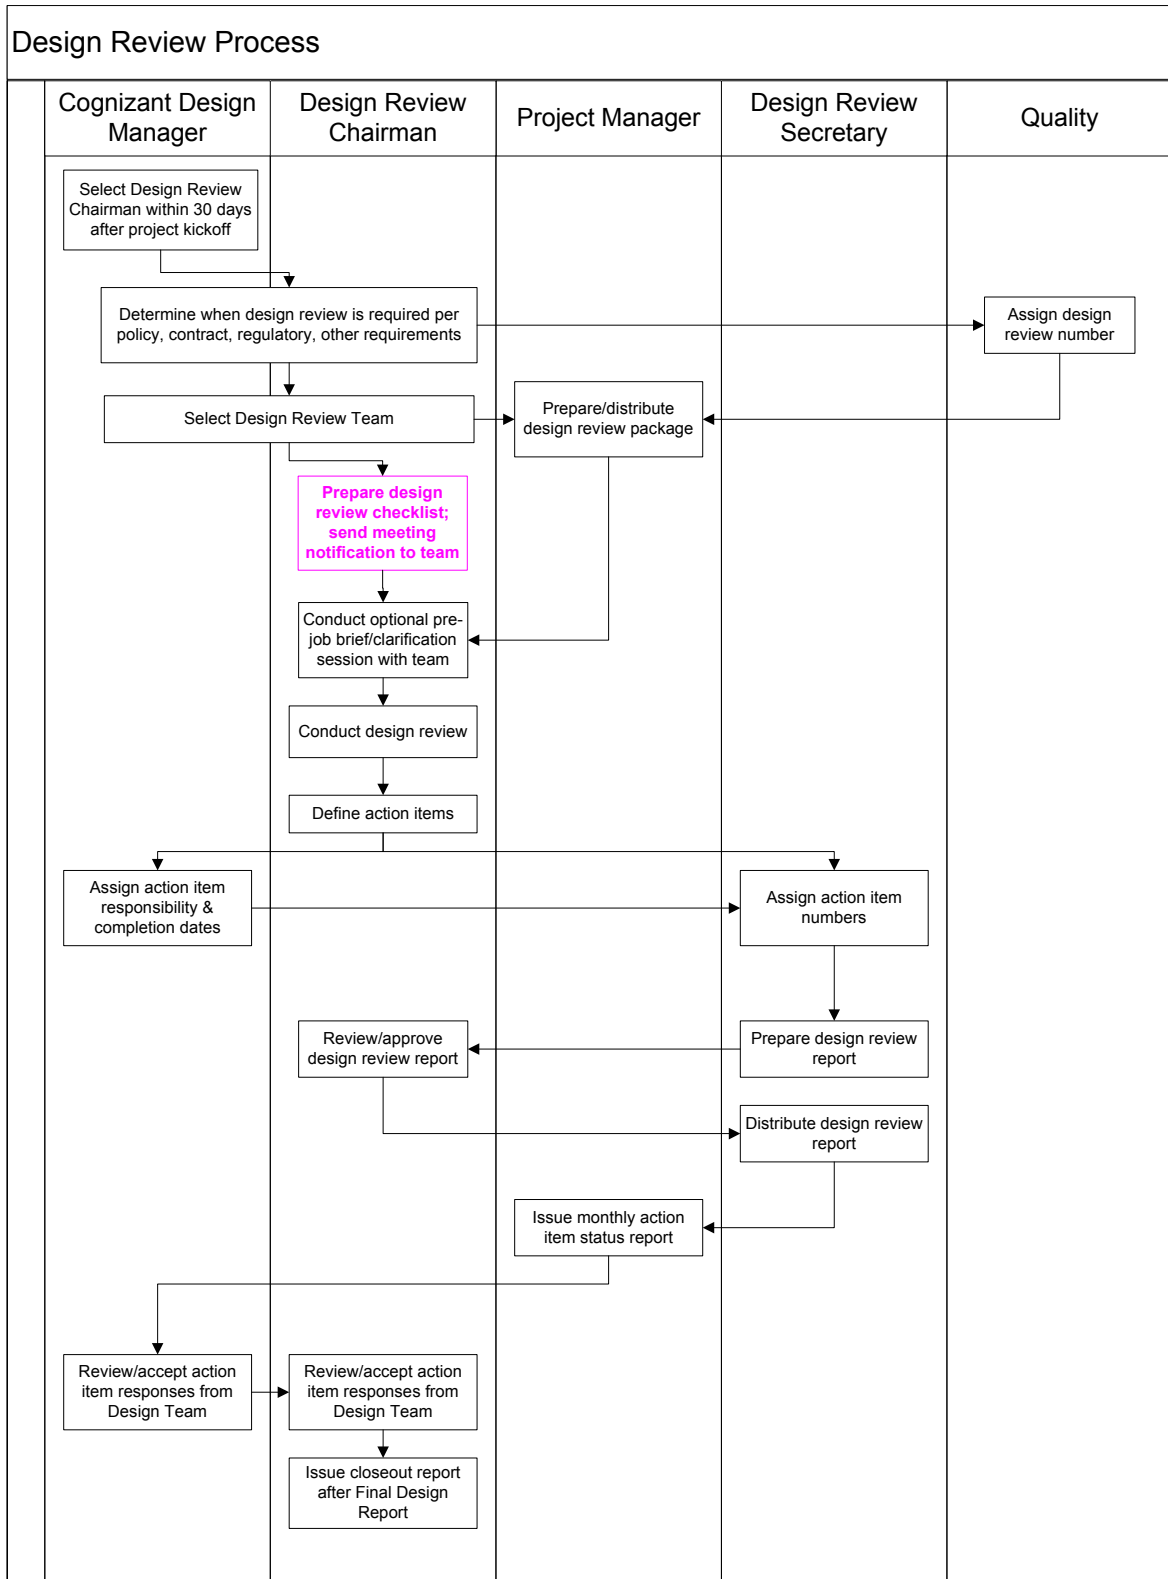 Design Review Process
Cognizant Design
Manager
Design Review
Chairman
Project Manager
Design Review
Secretary
Quality
Select Design Review
Chairman within 30 days
after project kickoff
Determine when design review is required per
policy, contract, regulatory, other requirements
Assign design
review number
Select Design Review Team
Prepare/distribute
design review package
Prepare design
review checklist;
send meeting
notification to team
Conduct optional pre-
job brief/clarification
session with team
Conduct design review
Define action items
Assign action item
responsibility &
completion dates
Assign action item
numbers
Review/approve
design review report
Prepare design review
report
Distribute design review
report
Issue monthly action
item status report
Review/accept action
item responses from
Design Team
Review/accept action
item responses from
Design Team
Issue closeout report
after Final Design
Report